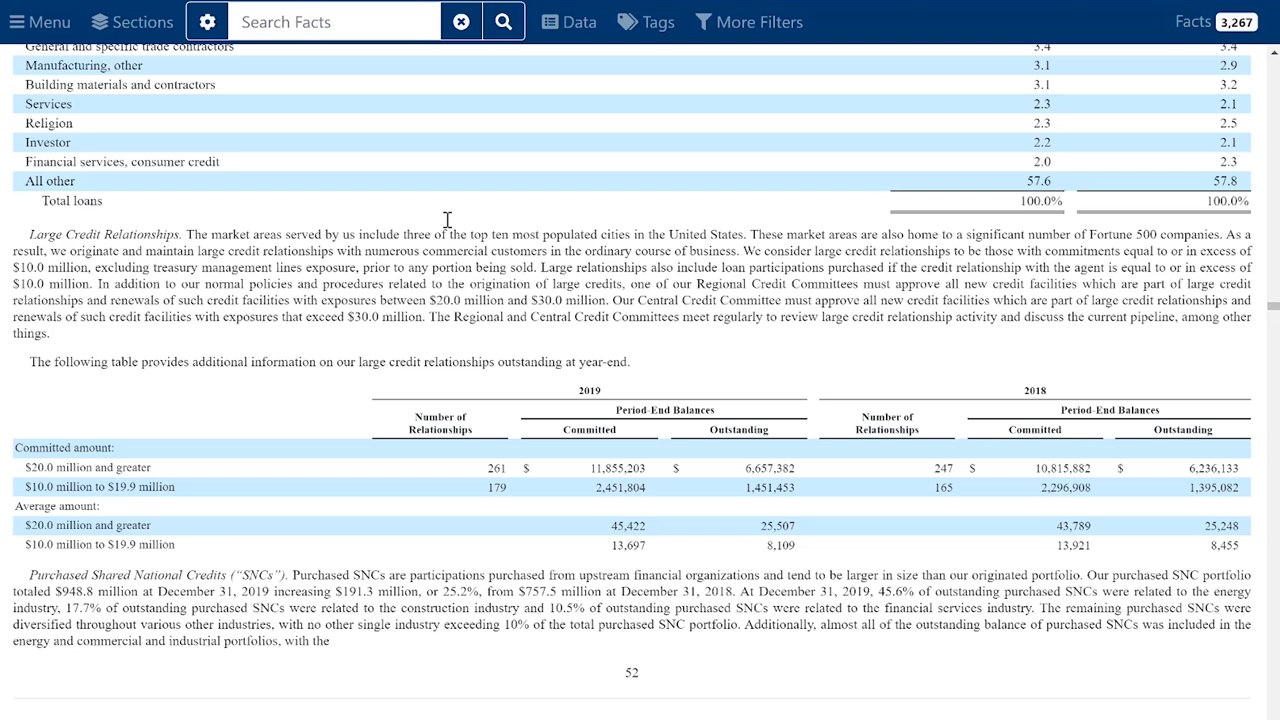 Menu Sections Search Facts Data Tags More Filters Facts 3,267
General and specific trade contractors 3.4 3.4
Manufacturing, other 3.1 2.9
Building materials and contractors 3.1 3.2
Services 2.3 2.1
Religion 2.3 2.5
Investor 2.2 2.1
Financial services, consumer credit 2.0 2.3
All other 57.6 57.8
Total loans 100.0% 100.0%
Large Credit Relationships. The market areas served by us include three of the top ten most populated cities in the United States. These market areas are also home to a significant number of Fortune 500 companies. As a
result, we originate and maintain large credit relationships with numerous commercial customers in the ordinary course of business. We consider large credit relationships to be those with commitments equal to or in excess of
$10.0 million, excluding treasury management lines exposure, prior to any portion being sold. Large relationships also include loan participations purchased if the credit relationship with the agent is equal to or in excess of
$10.0 million. In addition to our normal policies and procedures related to the origination of large credits, one of our Regional Credit Committees must approve all new credit facilities which are part of large credit
relationships and renewals of such credit facilities with exposures between $20.0 million and $30.0 million. Our Central Credit Committee must approve all new credit facilities which are part of large credit relationships and
renewals of such credit facilities with exposures that exceed $30.0 million. The Regional and Central Credit Committees meet regularly to review large credit relationship activity and discuss the current pipeline, among other
things.
The following table provides additional information on our large credit relationships outstanding at year-end.
2019 2018
Number of Period-End Balances Number of Period-End Balances
Relationships Committed Outstanding Relationships Committed Outstanding
Committed amount:
$20.0 million and greater 261 $ 11,855,203 $ 6,657,382 247 $ 10,815,882 $ 6,236,133
$10.0 million to $19.9 million 179 2,451,804 1,451,453 165 2,296,908 1,395,082
Average amount:
$20.0 million and greater 45,422 25,507 43,789 25,248
$10.0 million to $19.9 million 13,697 8,109 13,921 8,455
Purchased Shared National Credits (“SNCs”). Purchased SNCs are participations purchased from upstream financial organizations and tend to be larger in size than our originated portfolio. Our purchased SNC portfolio
totaled $948.8 million at December 31, 2019 increasing $191.3 million, or 25.2%, from $757.5 million at December 31, 2018. At December 31, 2019, 45.6% of outstanding purchased SNCs were related to the energy
industry, 17.7% of outstanding purchased SNCs were related to the construction industry and 10.5% of outstanding purchased SNCs were related to the financial services industry. The remaining purchased SNCs were
diversified throughout various other industries, with no other single industry exceeding 10% of the total purchased SNC portfolio. Additionally, almost all of the outstanding balance of purchased SNCs was included in the
energy and commercial and industrial portfolios, with the
52